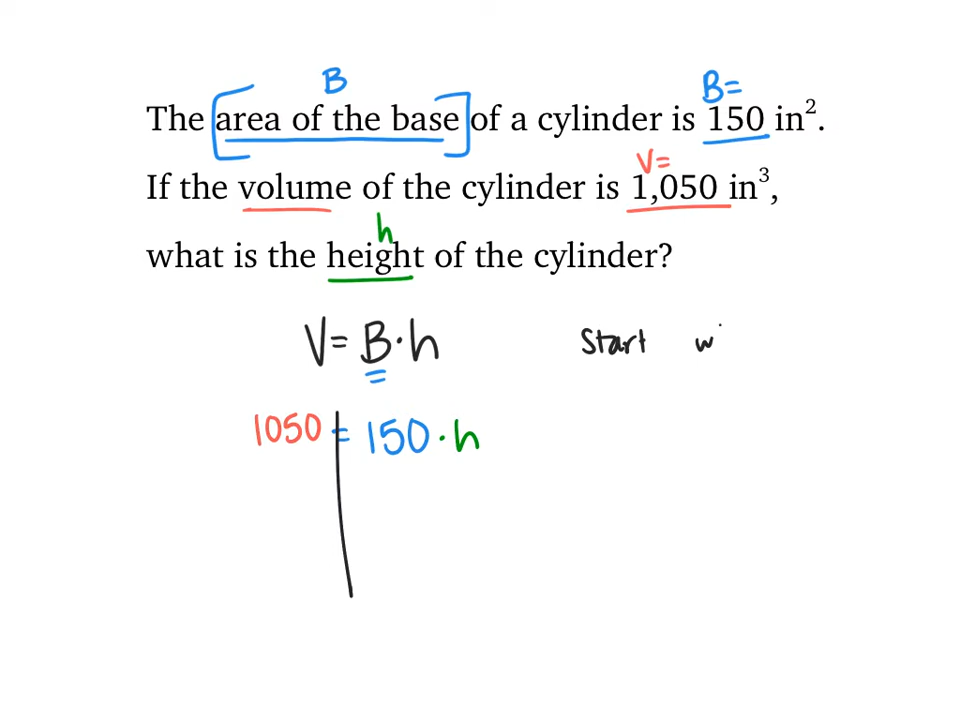 B B=
The area of the base of a cylinder is 150 in².
V=
If the volume of the cylinder is 1,050 in³,
h
what is the height of the cylinder?
V= B·h Start w
1050 = 150·h